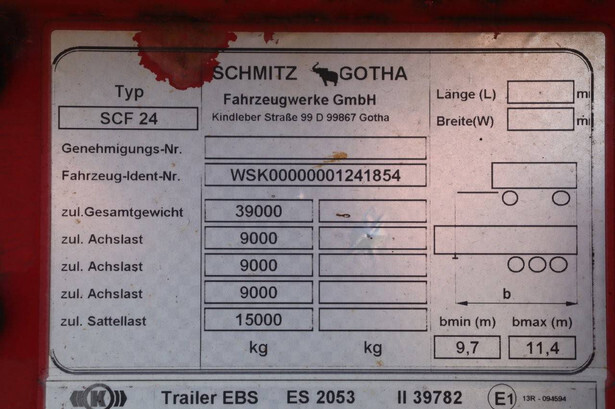 SCHMITZ GOTHA
Fahrzeugwerke GmbH
Kindleber Straße 99 D 99867 Gotha
Typ
SCF 24
Länge (L) m
Breite(W) m
Genehmigungs-Nr.
Fahrzeug-Ident-Nr. WSK00000001241854
zul.Gesamtgewicht 39000
zul. Achslast 9000
zul. Achslast 9000
zul. Achslast 9000
zul. Sattellast 15000
kg kg
b
bmin (m) bmax (m)
9,7 11,4
K Trailer EBS ES 2053 II 39782 E1 13R - 094594